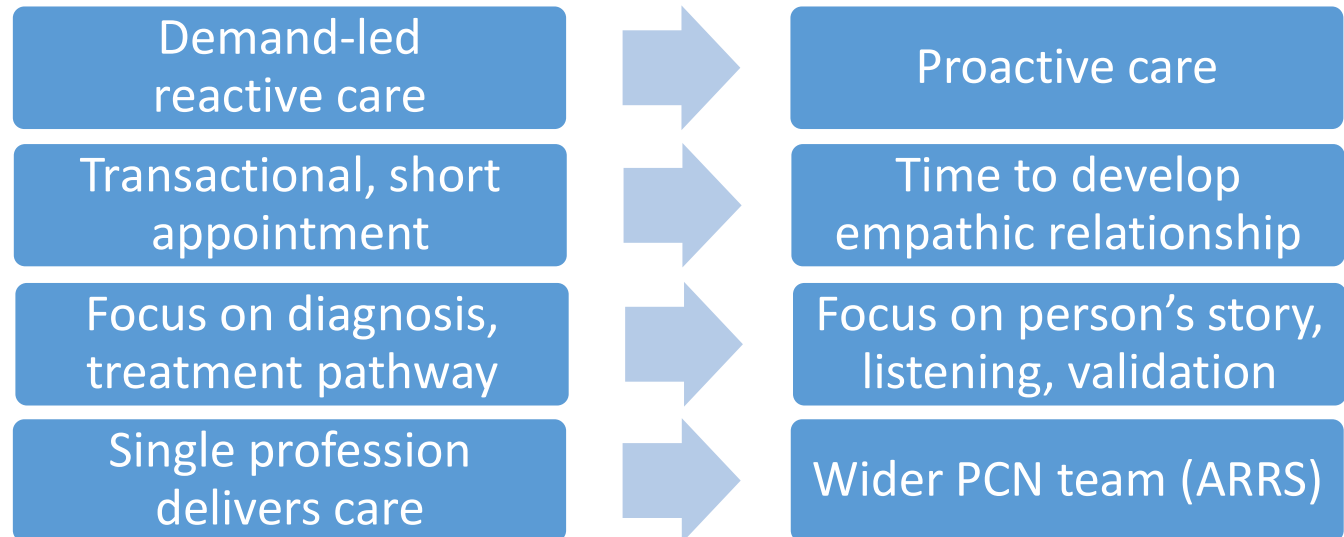 Demand-led
reactive care
Proactive care
Transactional, short
appointment
Time to develop
empathic relationship
Focus on diagnosis,
treatment pathway
Focus on person’s story,
listening, validation
Single profession
delivers care
Wider PCN team (ARRS)